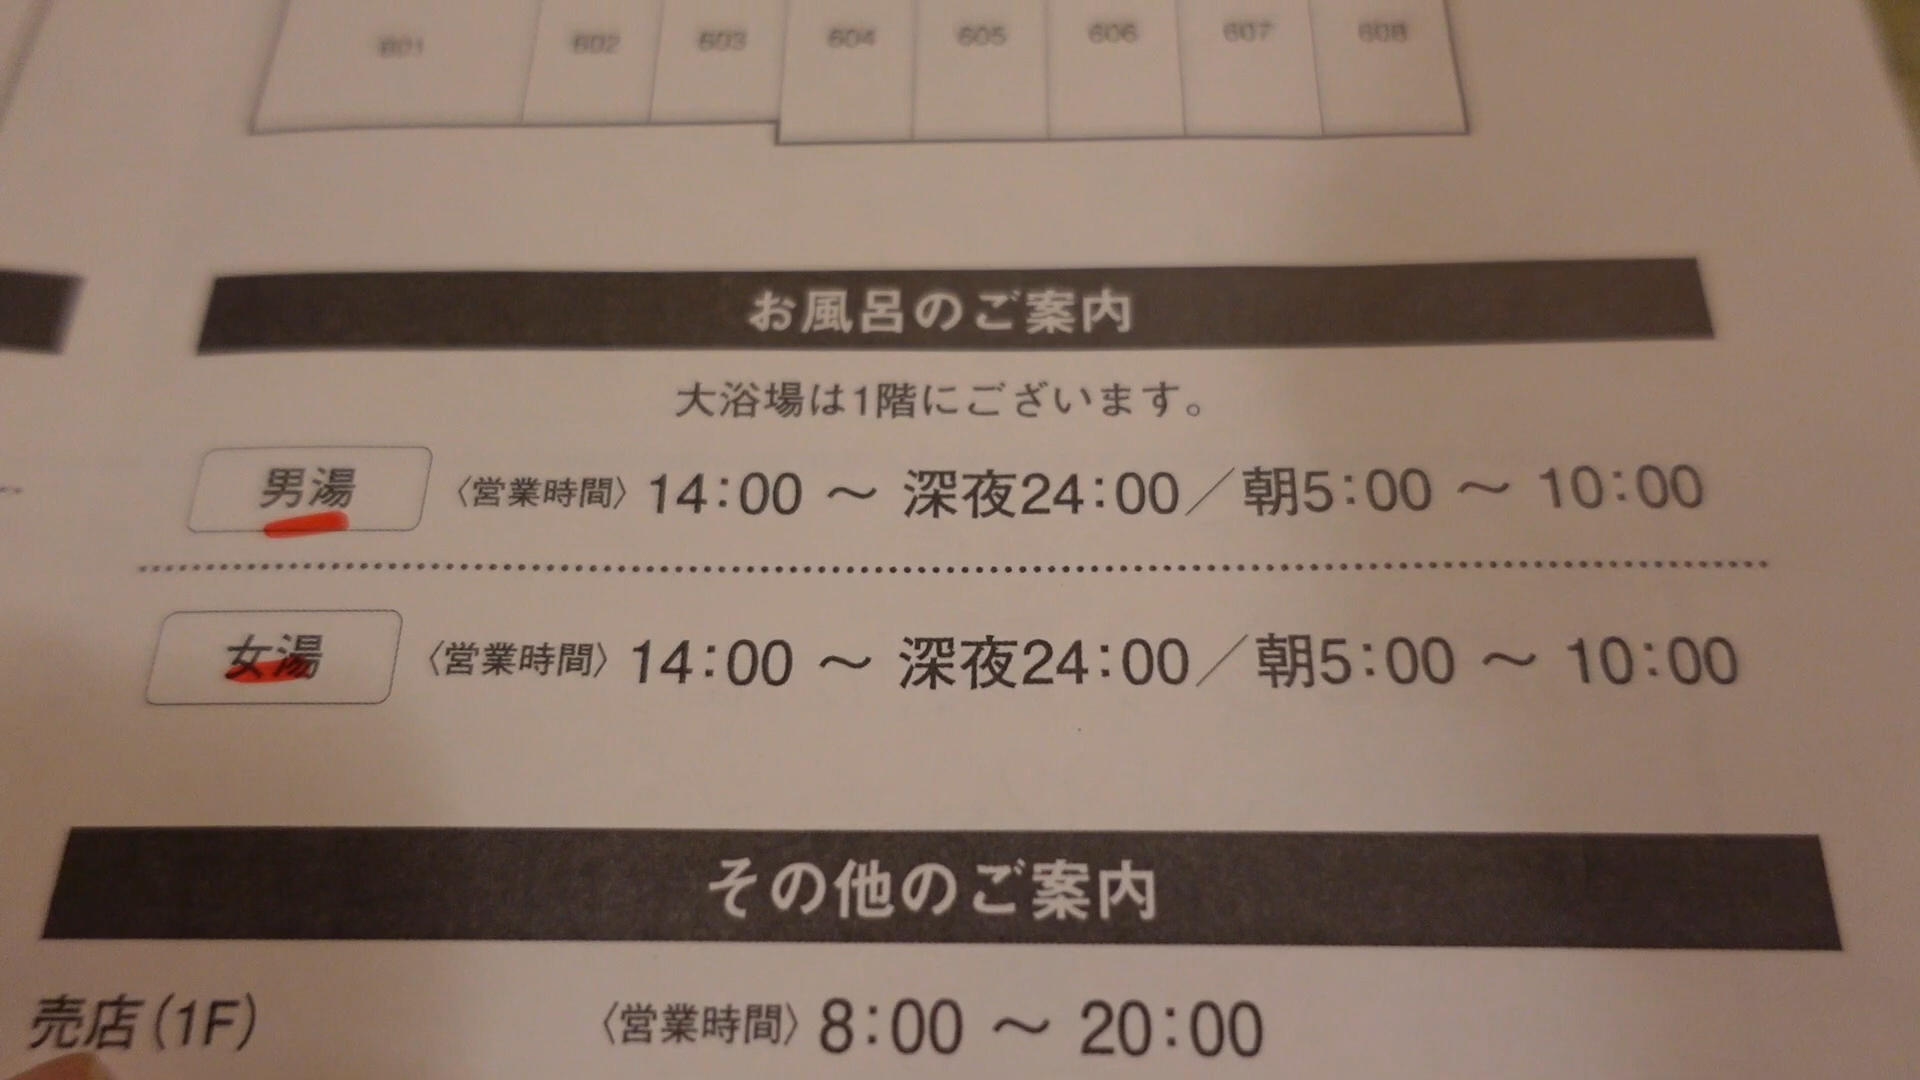 601 602 603 604 605 606 607 608
お風呂のご案内
大浴場は1階にございます。
男湯 〈営業時間〉 14:00 ～ 深夜24:00／朝5:00 ～ 10:00
女湯 〈営業時間〉 14:00 ～ 深夜24:00／朝5:00 ～ 10:00
その他のご案内
売店(1F) 〈営業時間〉 8:00 ～ 20:00